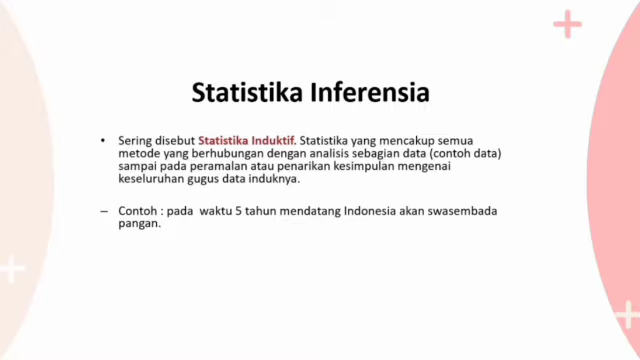 Statistika Inferensia
• Sering disebut Statistika Induktif. Statistika yang mencakup semua
metode yang berhubungan dengan analisis sebagian data (contoh data)
sampai pada peramalan atau penarikan kesimpulan mengenai
keseluruhan gugus data induknya.
– Contoh : pada waktu 5 tahun mendatang Indonesia akan swasembada
pangan.